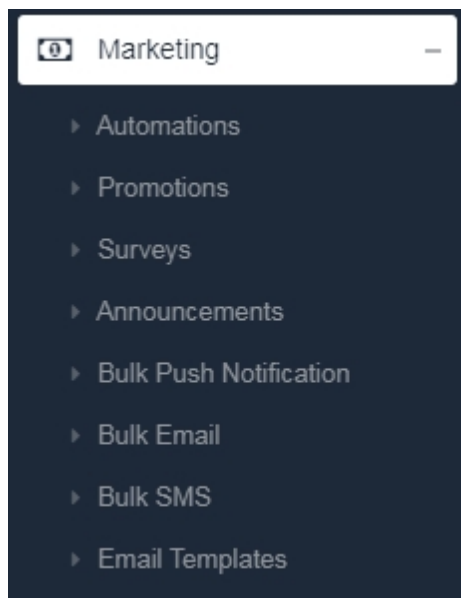 Marketing
Automations
Promotions
Surveys
Announcements
Bulk Push Notification
Bulk Email
Bulk SMS
Email Templates